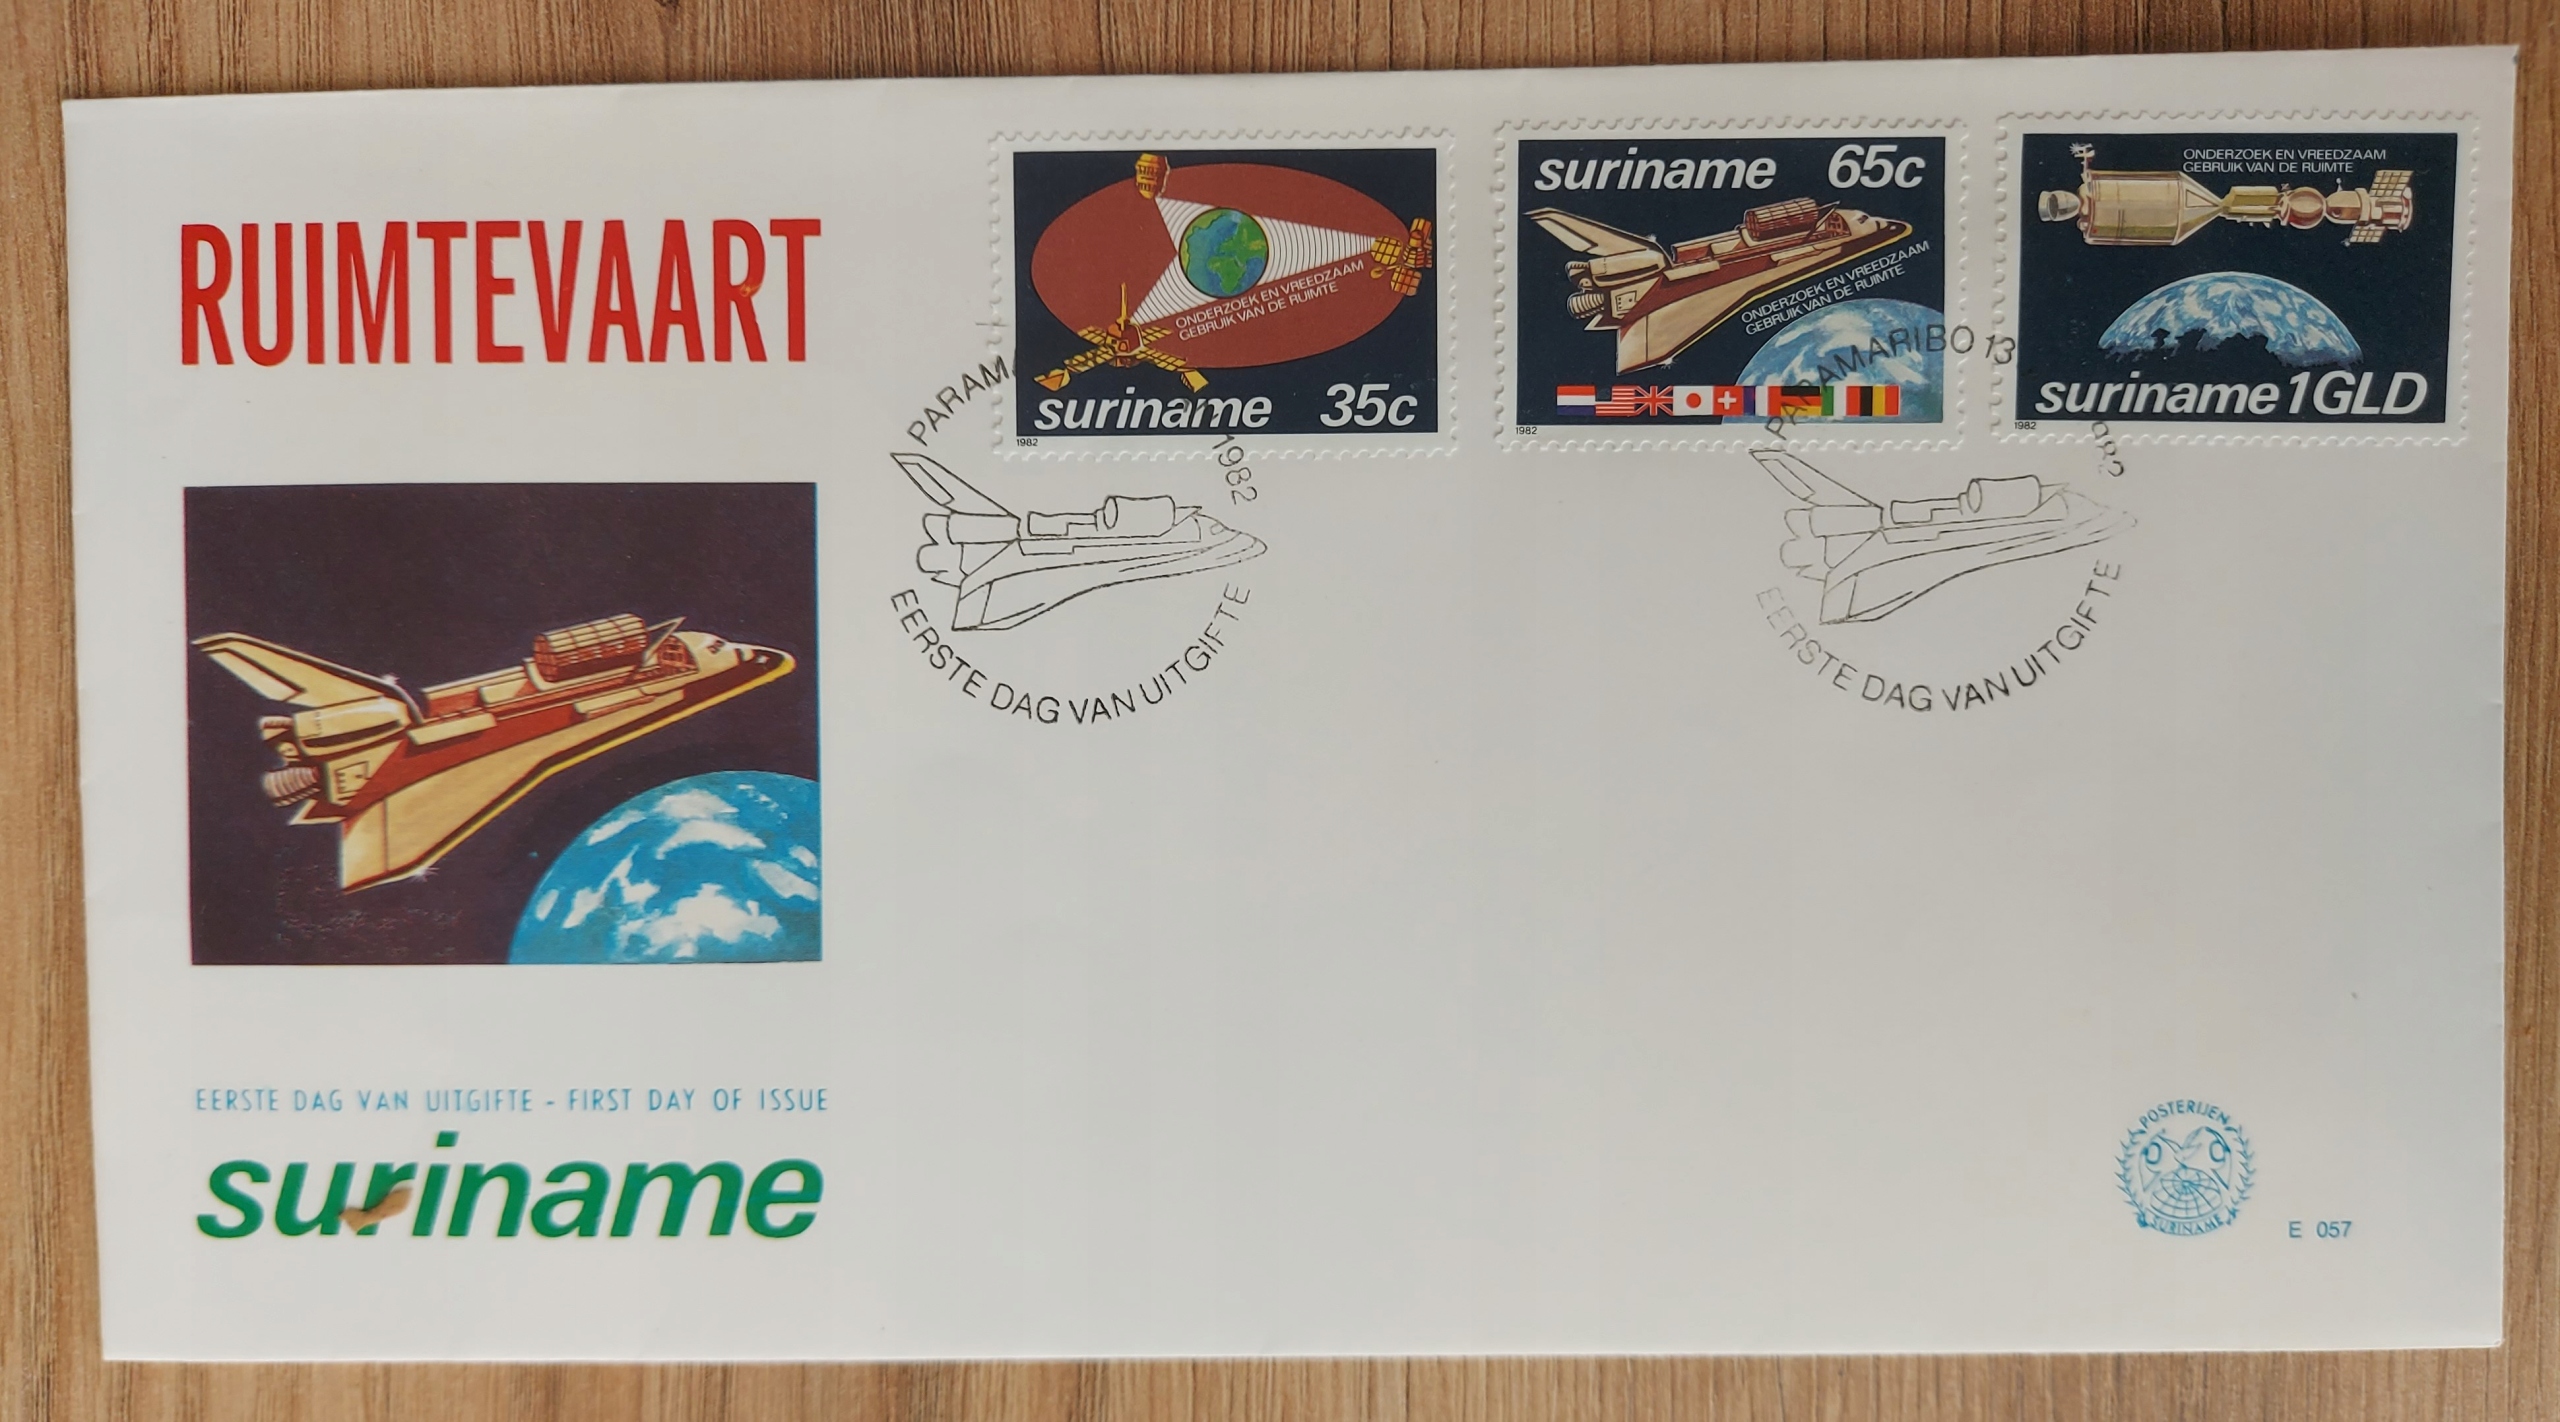 RUIMTEVAART
ONDERZOEK EN VREEDZAAM
GEBRUIK VAN DE RUIMTE
suriname 35c
1982
suriname 65c
ONDERZOEK EN VREEDZAAM
GEBRUIK VAN DE RUIMTE
1982
ONDERZOEK EN VREEDZAAM
GEBRUIK VAN DE RUIMTE
suriname 1GLD
1982
1982
EERSTE DAG VAN UITGIFTE
PARAMARIBO 13
EERSTE DAG VAN UITGIFTE
EERSTE DAG VAN UITGIFTE - FIRST DAY OF ISSUE
suriname
POSTERIJEN
SURINAME
E 057